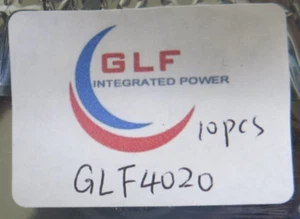 GLF
INTEGRATED POWER
10pcs
GLF4020